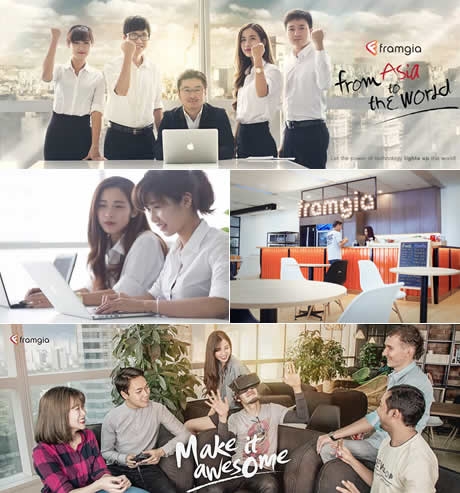 framgia
from Asia
to
the world
Let the power of technology lights up the world
framgia
framgia
Make it
awesOme